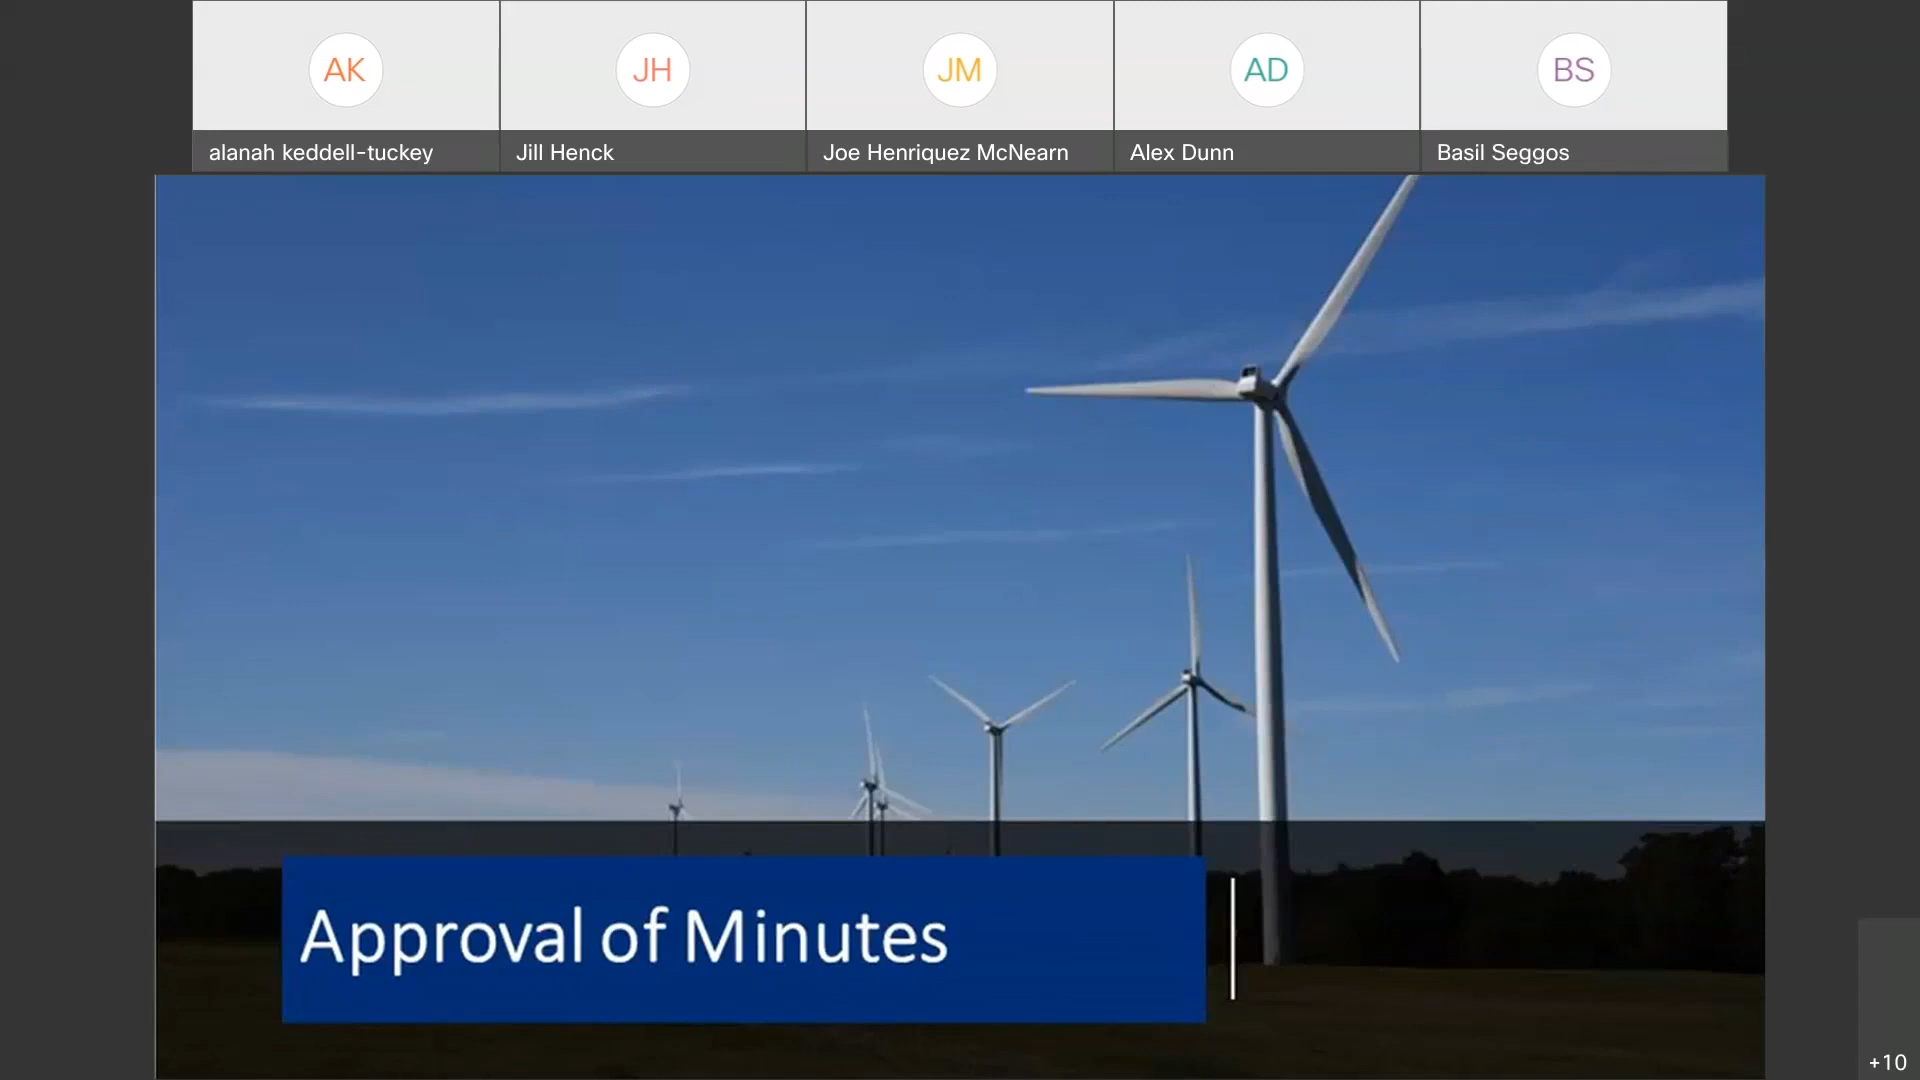 AK
JH
JM
AD
BS
alanah keddell-tuckey
Jill Henck
Joe Henriquez McNearn
Alex Dunn
Basil Seggos
Approval of Minutes
+10